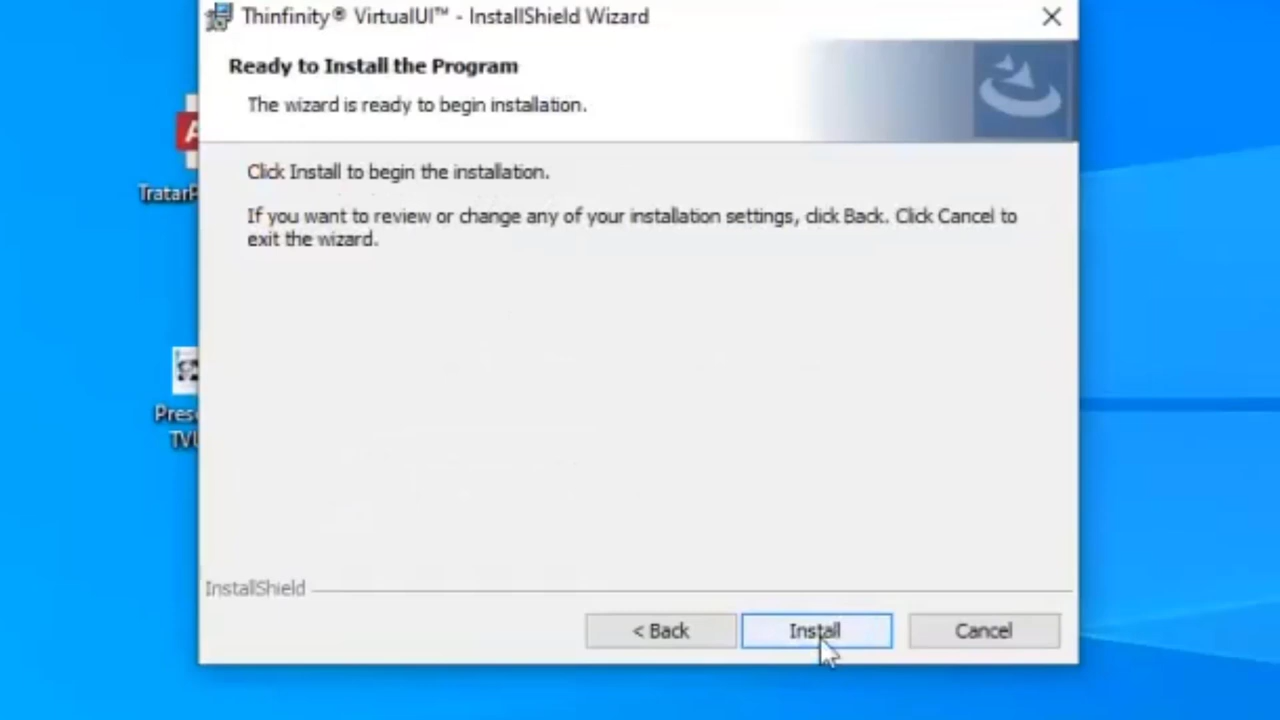 Thinfinity® VirtualUI™ - InstallShield Wizard
Ready to Install the Program
The wizard is ready to begin installation.
Click Install to begin the installation.
If you want to review or change any of your installation settings, click Back. Click Cancel to
exit the wizard.
InstallShield
< Back
Install
Cancel